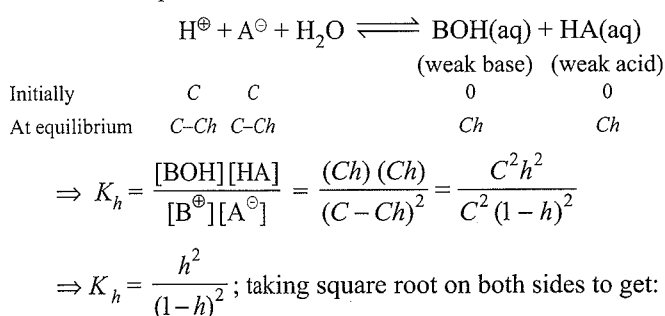 H⊕ + A⊖ + H₂O ⇌ BOH(aq) + HA(aq)
(weak base) (weak acid)
Initially C C 0 0
At equilibrium C–Ch C–Ch Ch Ch
⇒ K_h = [BOH][HA] / [B⊕][A⊖] = (Ch) (Ch) / (C – Ch)² = C²h² / C² (1 – h)²
⇒ K_h = h² / (1–h)² ; taking square root on both sides to get: